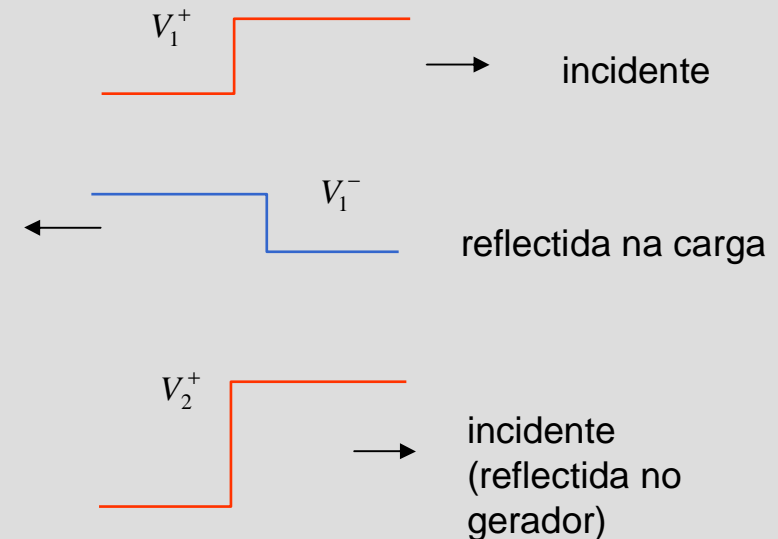 V₁⁺
incidente
V₁⁻
reflectida na carga
V₂⁺
incidente
(reflectida no
gerador)